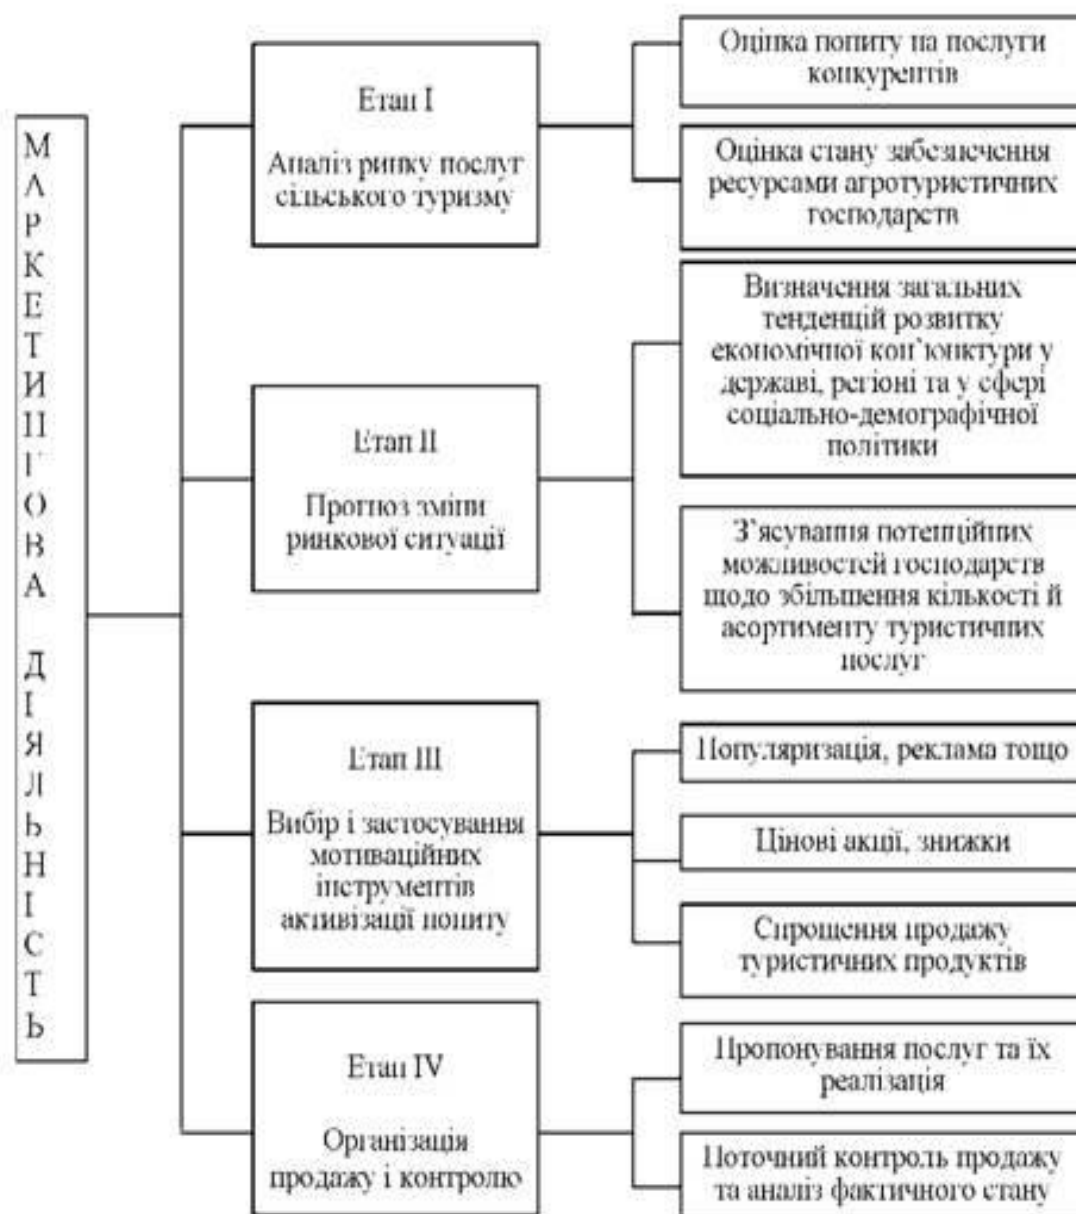 МАРКЕТИНГОВА ДІЯЛЬНІСТЬ
Етап I
Аналіз ринку послуг
сільського туризму
Оцінка попиту на послуги
конкурентів
Оцінка стану забезпечення
ресурсами агротуристичних
господарств
Етап II
Прогноз зміни
ринкової ситуації
Визначення загальних
тенденцій розвитку
економічної кон’юнктури у
державі, регіоні та у сфері
соціально-демографічної
політики
З’ясування потенційних
можливостей господарств
щодо збільшення кількості й
асортименту туристичних
послуг
Етап III
Вибір і застосування
мотиваційних
інструментів
активізації попиту
Популяризація, реклама тощо
Цінові акції, знижки
Спрощення продажу
туристичних продуктів
Етап IV
Організація
продажу і контролю
Пропонування послуг та їх
реалізація
Поточний контроль продажу
та аналіз фактичного стану